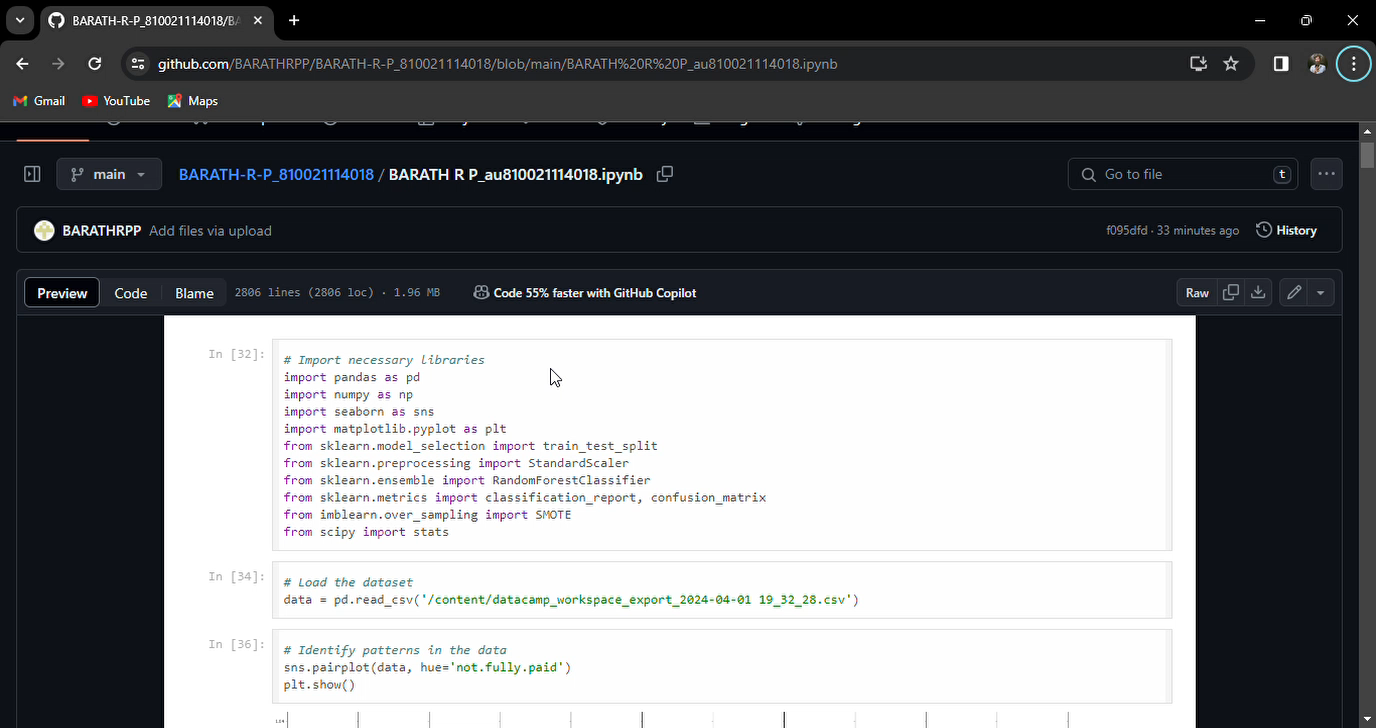 BARATH-R-P_810021114018/BA
github.com/BARATHRPP/BARATH-R-P_810021114018/blob/main/BARATH%20R%20P_au810021114018.ipynb
Gmail YouTube Maps
main BARATH-R-P_810021114018 / BARATH R P_au810021114018.ipynb Go to file t
BARATHRPP Add files via upload f095dfd · 33 minutes ago History
Preview Code Blame 2806 lines (2806 loc) · 1.96 MB Code 55% faster with GitHub Copilot Raw
In [32]: # Import necessary libraries
import pandas as pd
import numpy as np
import seaborn as sns
import matplotlib.pyplot as plt
from sklearn.model_selection import train_test_split
from sklearn.preprocessing import StandardScaler
from sklearn.ensemble import RandomForestClassifier
from sklearn.metrics import classification_report, confusion_matrix
from imblearn.over_sampling import SMOTE
from scipy import stats
In [34]: # Load the dataset
data = pd.read_csv('/content/datacamp_workspace_export_2024-04-01 19_32_28.csv')
In [36]: # Identify patterns in the data
sns.pairplot(data, hue='not.fully.paid')
plt.show()